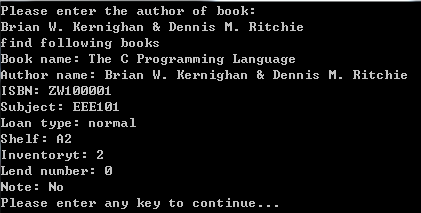 Please enter the author of book:
Brian W. Kernighan & Dennis M. Ritchie
find following books
Book name: The C Programming Language
Author name: Brian W. Kernighan & Dennis M. Ritchie
ISBN: ZW100001
Subject: EEE101
Loan type: normal
Shelf: A2
Inventoryt: 2
Lend number: 0
Note: No
Please enter any key to continue...